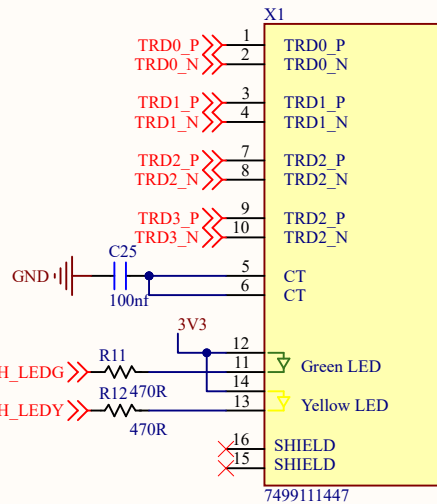 X1
TRD0_P 1 TRD0_P
TRD0_N 2 TRD0_N
TRD1_P 3 TRD1_P
TRD1_N 4 TRD1_N
TRD2_P 7 TRD2_P
TRD2_N 8 TRD2_N
TRD3_P 9 TRD2_P
TRD3_N 10 TRD2_N
C25
GND 5 CT
100nf 6 CT
3V3
12
R11 11 Green LED
H_LEDG 470R 14
R12 13 Yellow LED
H_LEDY 470R
16 SHIELD
15 SHIELD
7499111447